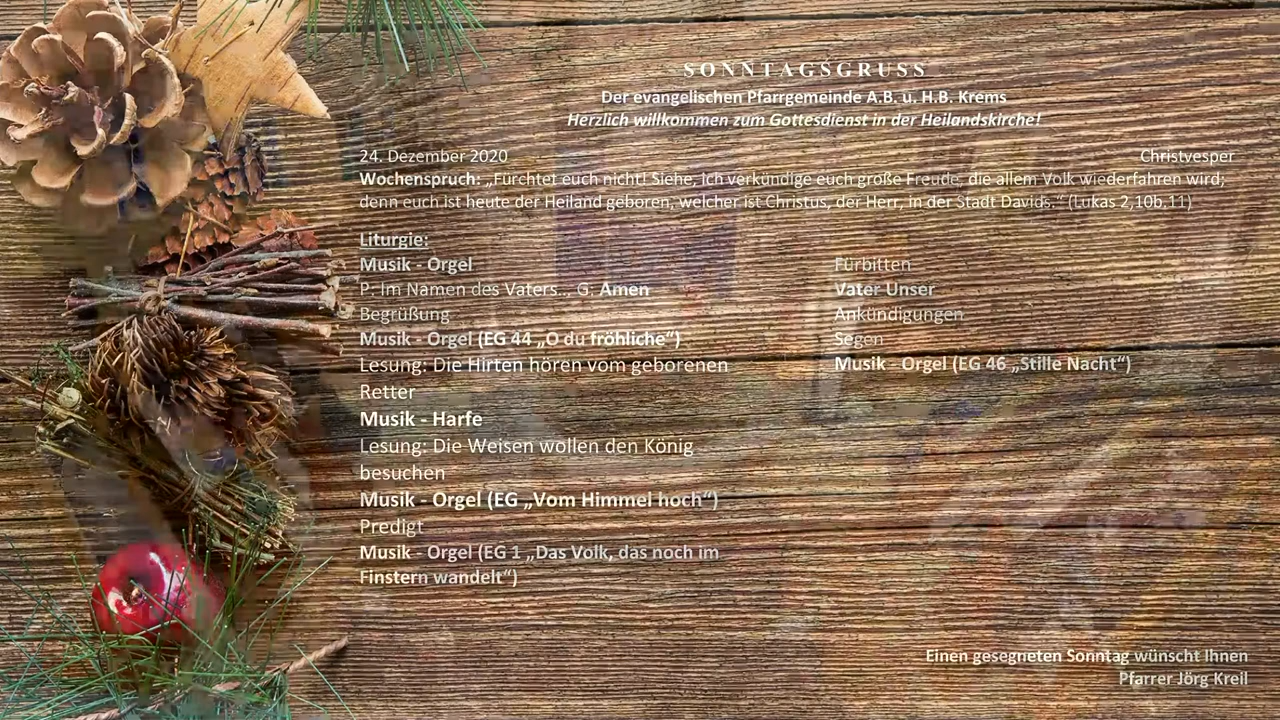 SONNTAGSGRUSS
Der evangelischen Pfarrgemeinde A.B. u. H.B. Krems
Herzlich willkommen zum Gottesdienst in der Heilandskirche!
24. Dezember 2020 Christvesper
Wochenspruch: „Fürchtet euch nicht! Siehe, ich verkündige euch große Freude, die allem Volk wiederfahren wird;
denn euch ist heute der Heiland geboren, welcher ist Christus, der Herr, in der Stadt Davids.“ (Lukas 2,10b.11)
Liturgie:
Musik - Orgel
P: Im Namen des Vaters... G: Amen
Begrüßung
Musik - Orgel (EG 44 „O du fröhliche“)
Lesung: Die Hirten hören vom geborenen
Retter
Musik - Harfe
Lesung: Die Weisen wollen den König
besuchen
Musik - Orgel (EG „Vom Himmel hoch“)
Predigt
Musik - Orgel (EG 1 „Das Volk, das noch im
Finstern wandelt“)
Fürbitten
Vater Unser
Ankündigungen
Segen
Musik - Orgel (EG 46 „Stille Nacht“)
Einen gesegneten Sonntag wünscht Ihnen
Pfarrer Jörg Kreil